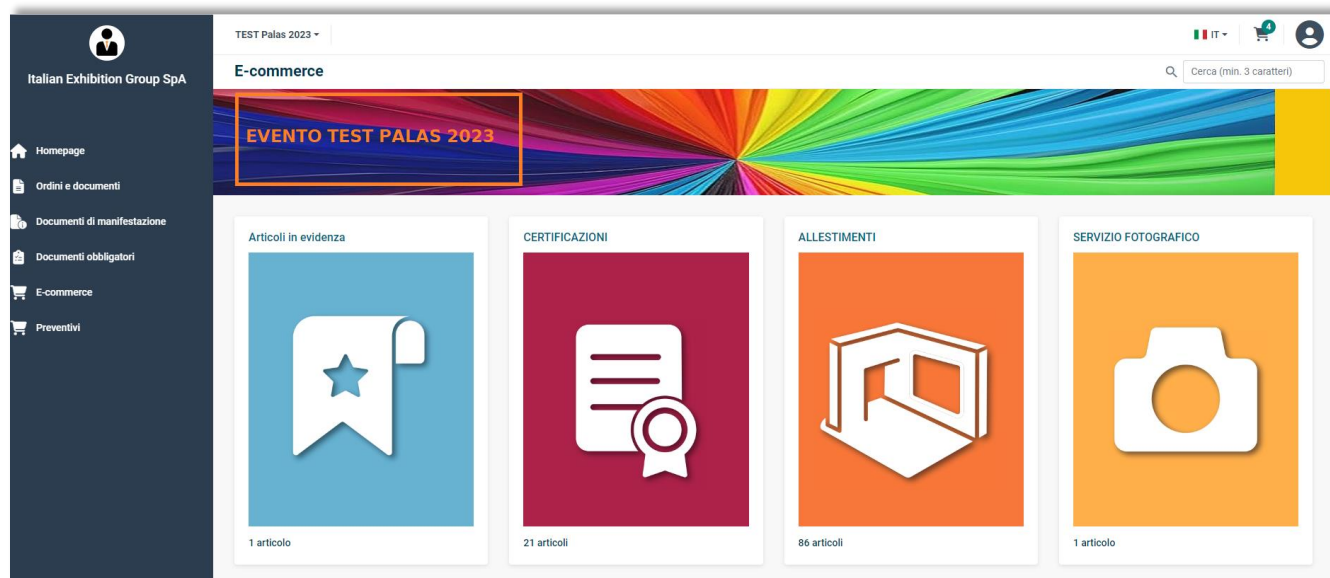 Italian Exhibition Group SpA
Homepage
Ordini e documenti
Documenti di manifestazione
Documenti obbligatori
E-commerce
Preventivi
TEST Palas 2023
IT
4
E-commerce
Cerca (min. 3 caratteri)
EVENTO TEST PALAS 2023
Articoli in evidenza
1 articolo
CERTIFICAZIONI
21 articoli
ALLESTIMENTI
86 articoli
SERVIZIO FOTOGRAFICO
1 articolo